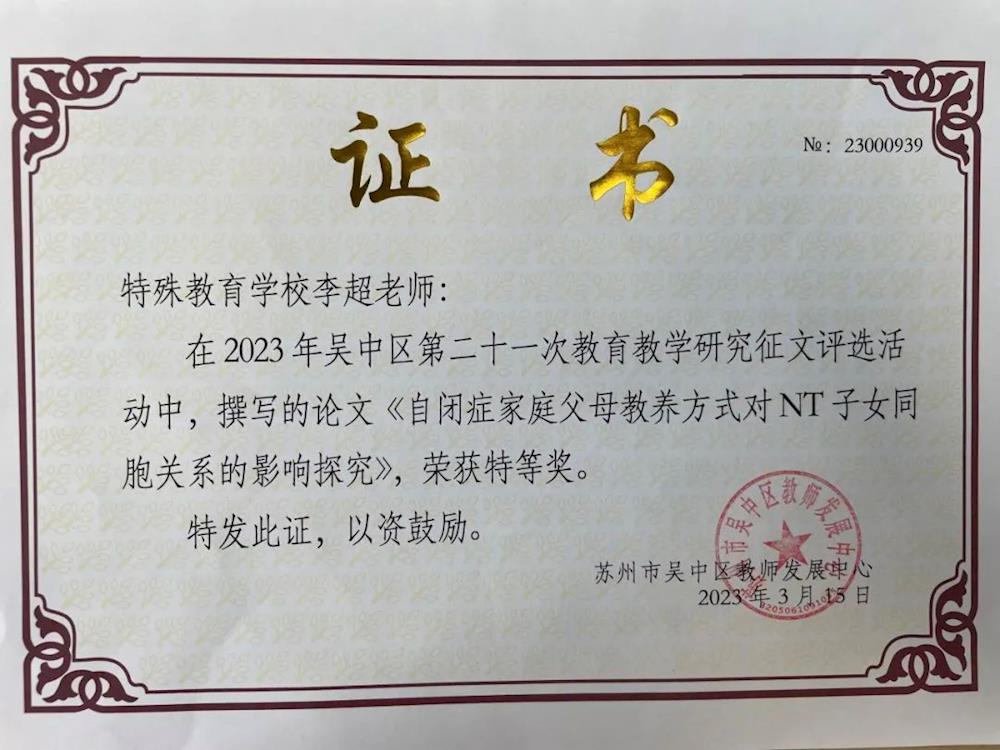 证书
№：23000939
特殊教育学校李超老师：
在2023年吴中区第二十一次教育教学研究征文评选活
动中，撰写的论文《自闭症家庭父母教养方式对NT子女同
胞关系的影响探究》，荣获特等奖。
特发此证，以资鼓励。
苏州市吴中区教师发展中心
2023年3月15日